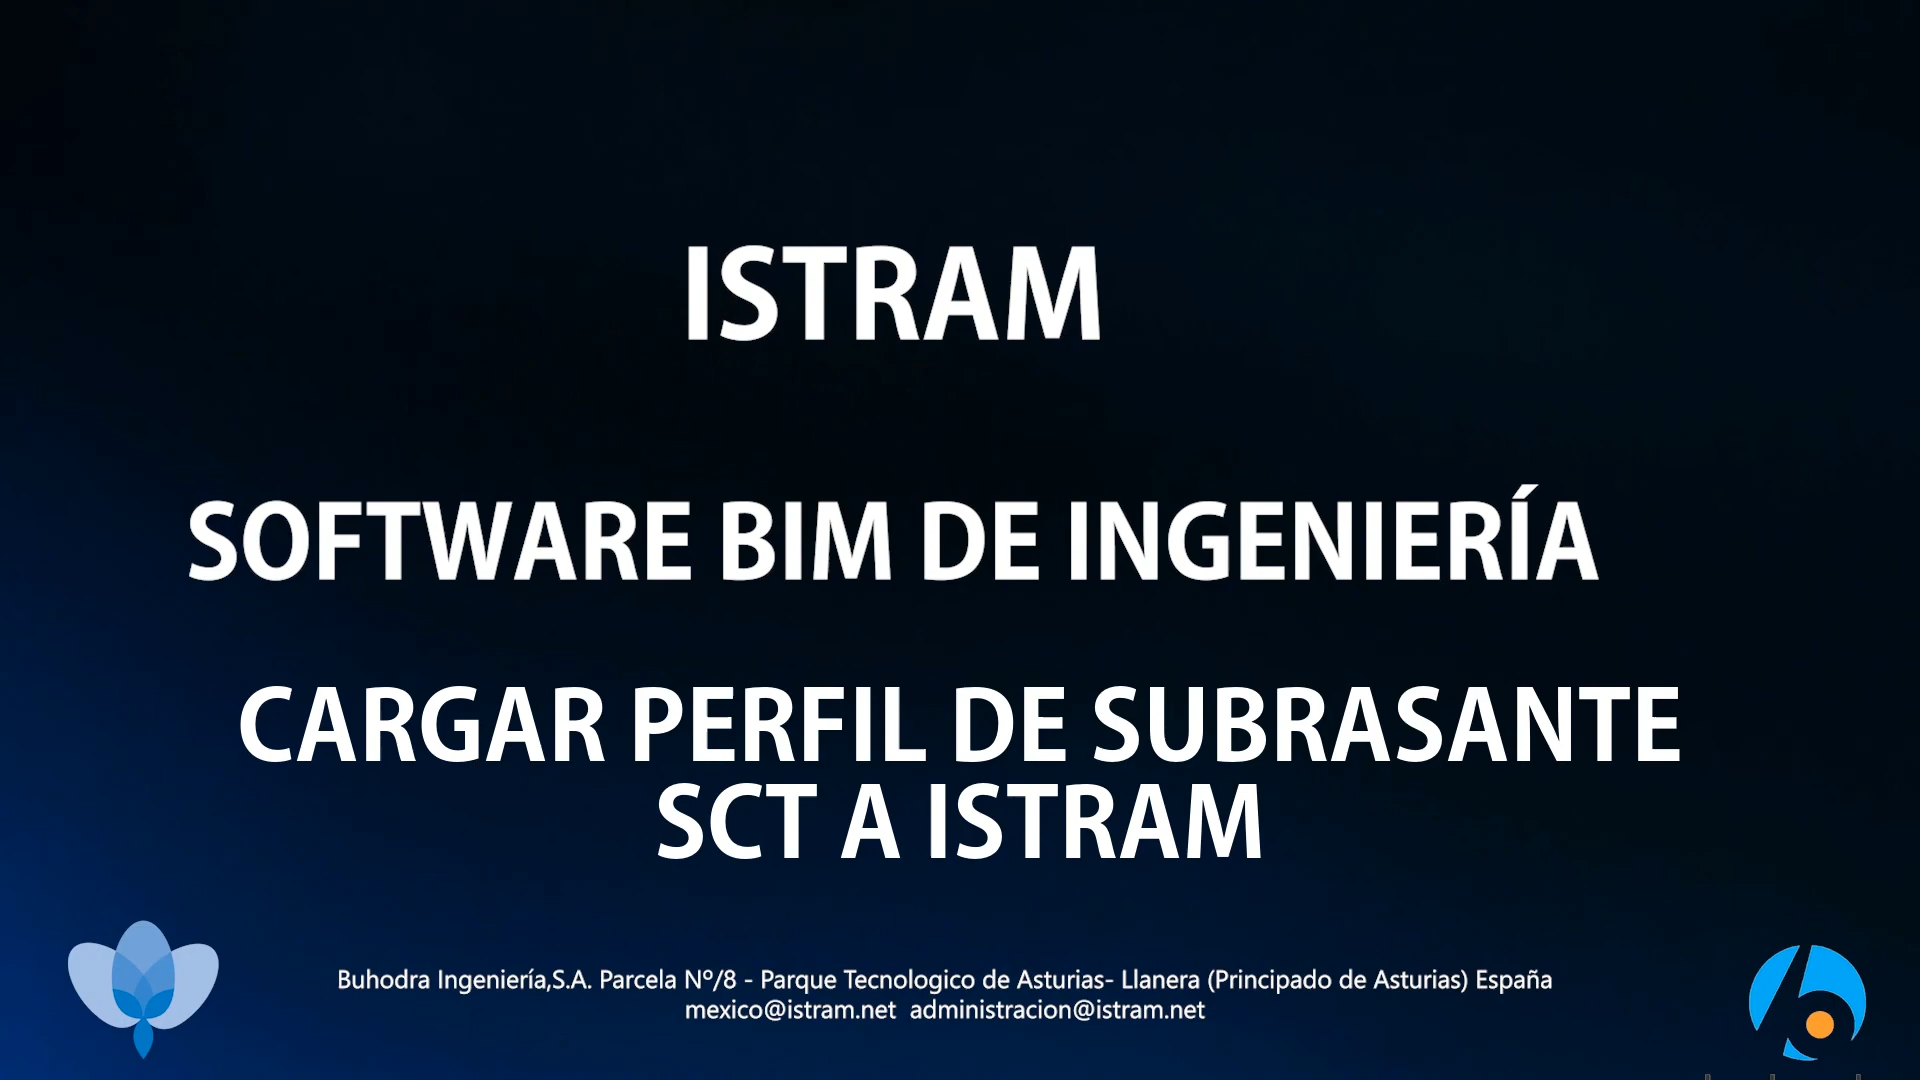 ISTRAM
SOFTWARE BIM DE INGENIERÍA
CARGAR PERFIL DE SUBRASANTE
SCT A ISTRAM
Buhodra Ingeniería,S.A. Parcela Nº/8 - Parque Tecnologico de Asturias- Llanera (Principado de Asturias) España
mexico@istram.net administracion@istram.net